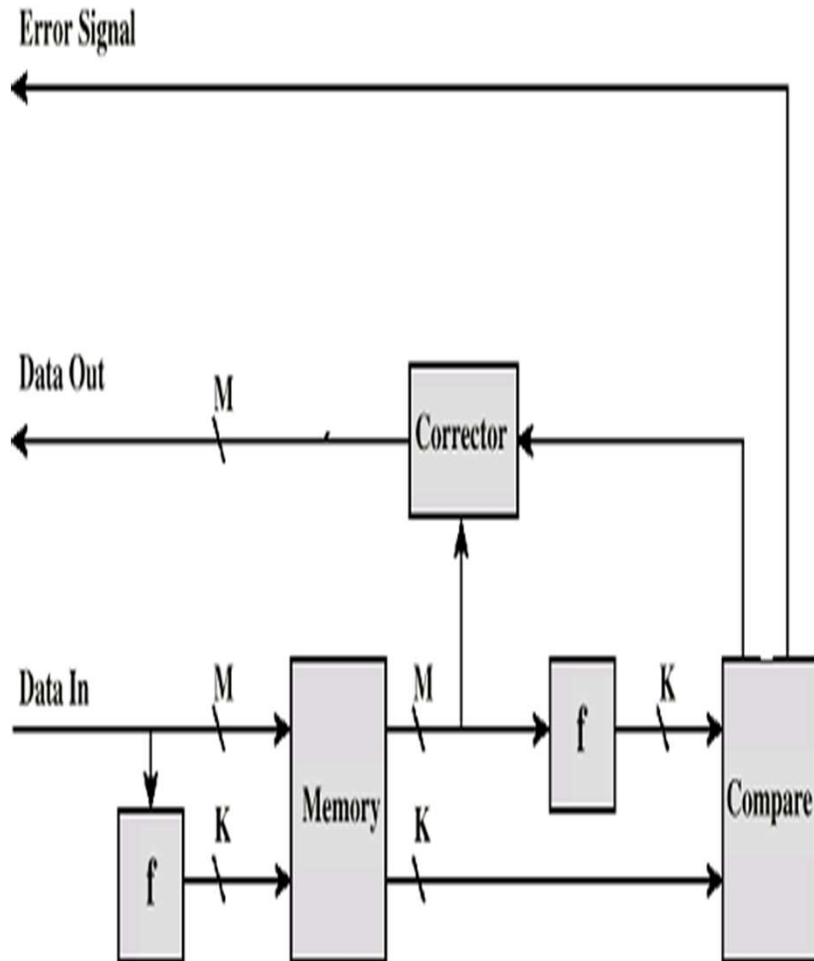 Error Signal
Data Out
M
Corrector
Data In
M
M
K
f
Memory
Compare
K
K
f